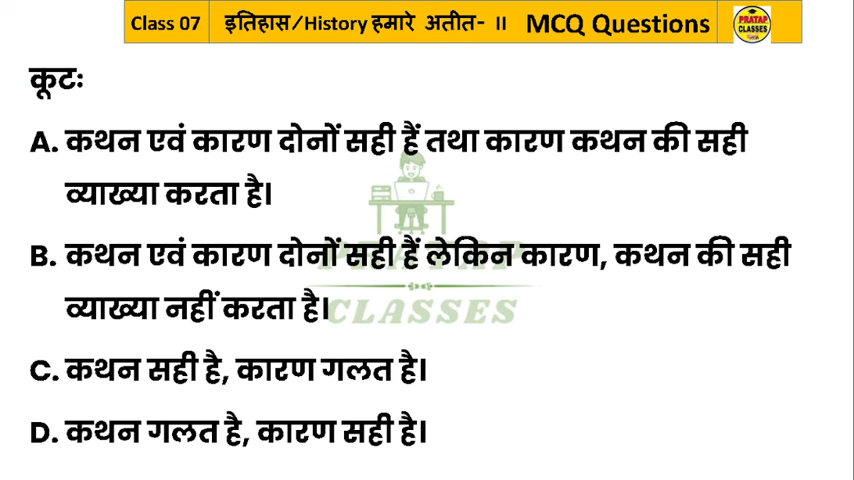 Class 07 इतिहास/History हमारे अतीत- II MCQ Questions
PRATAP
CLASSES
कूटः
A. कथन एवं कारण दोनों सही हैं तथा कारण कथन की सही
व्याख्या करता है।
B. कथन एवं कारण दोनों सही हैं लेकिन कारण, कथन की सही
व्याख्या नहीं करता है।
PRATAP
CLASSES
C. कथन सही है, कारण गलत है।
D. कथन गलत है, कारण सही है।